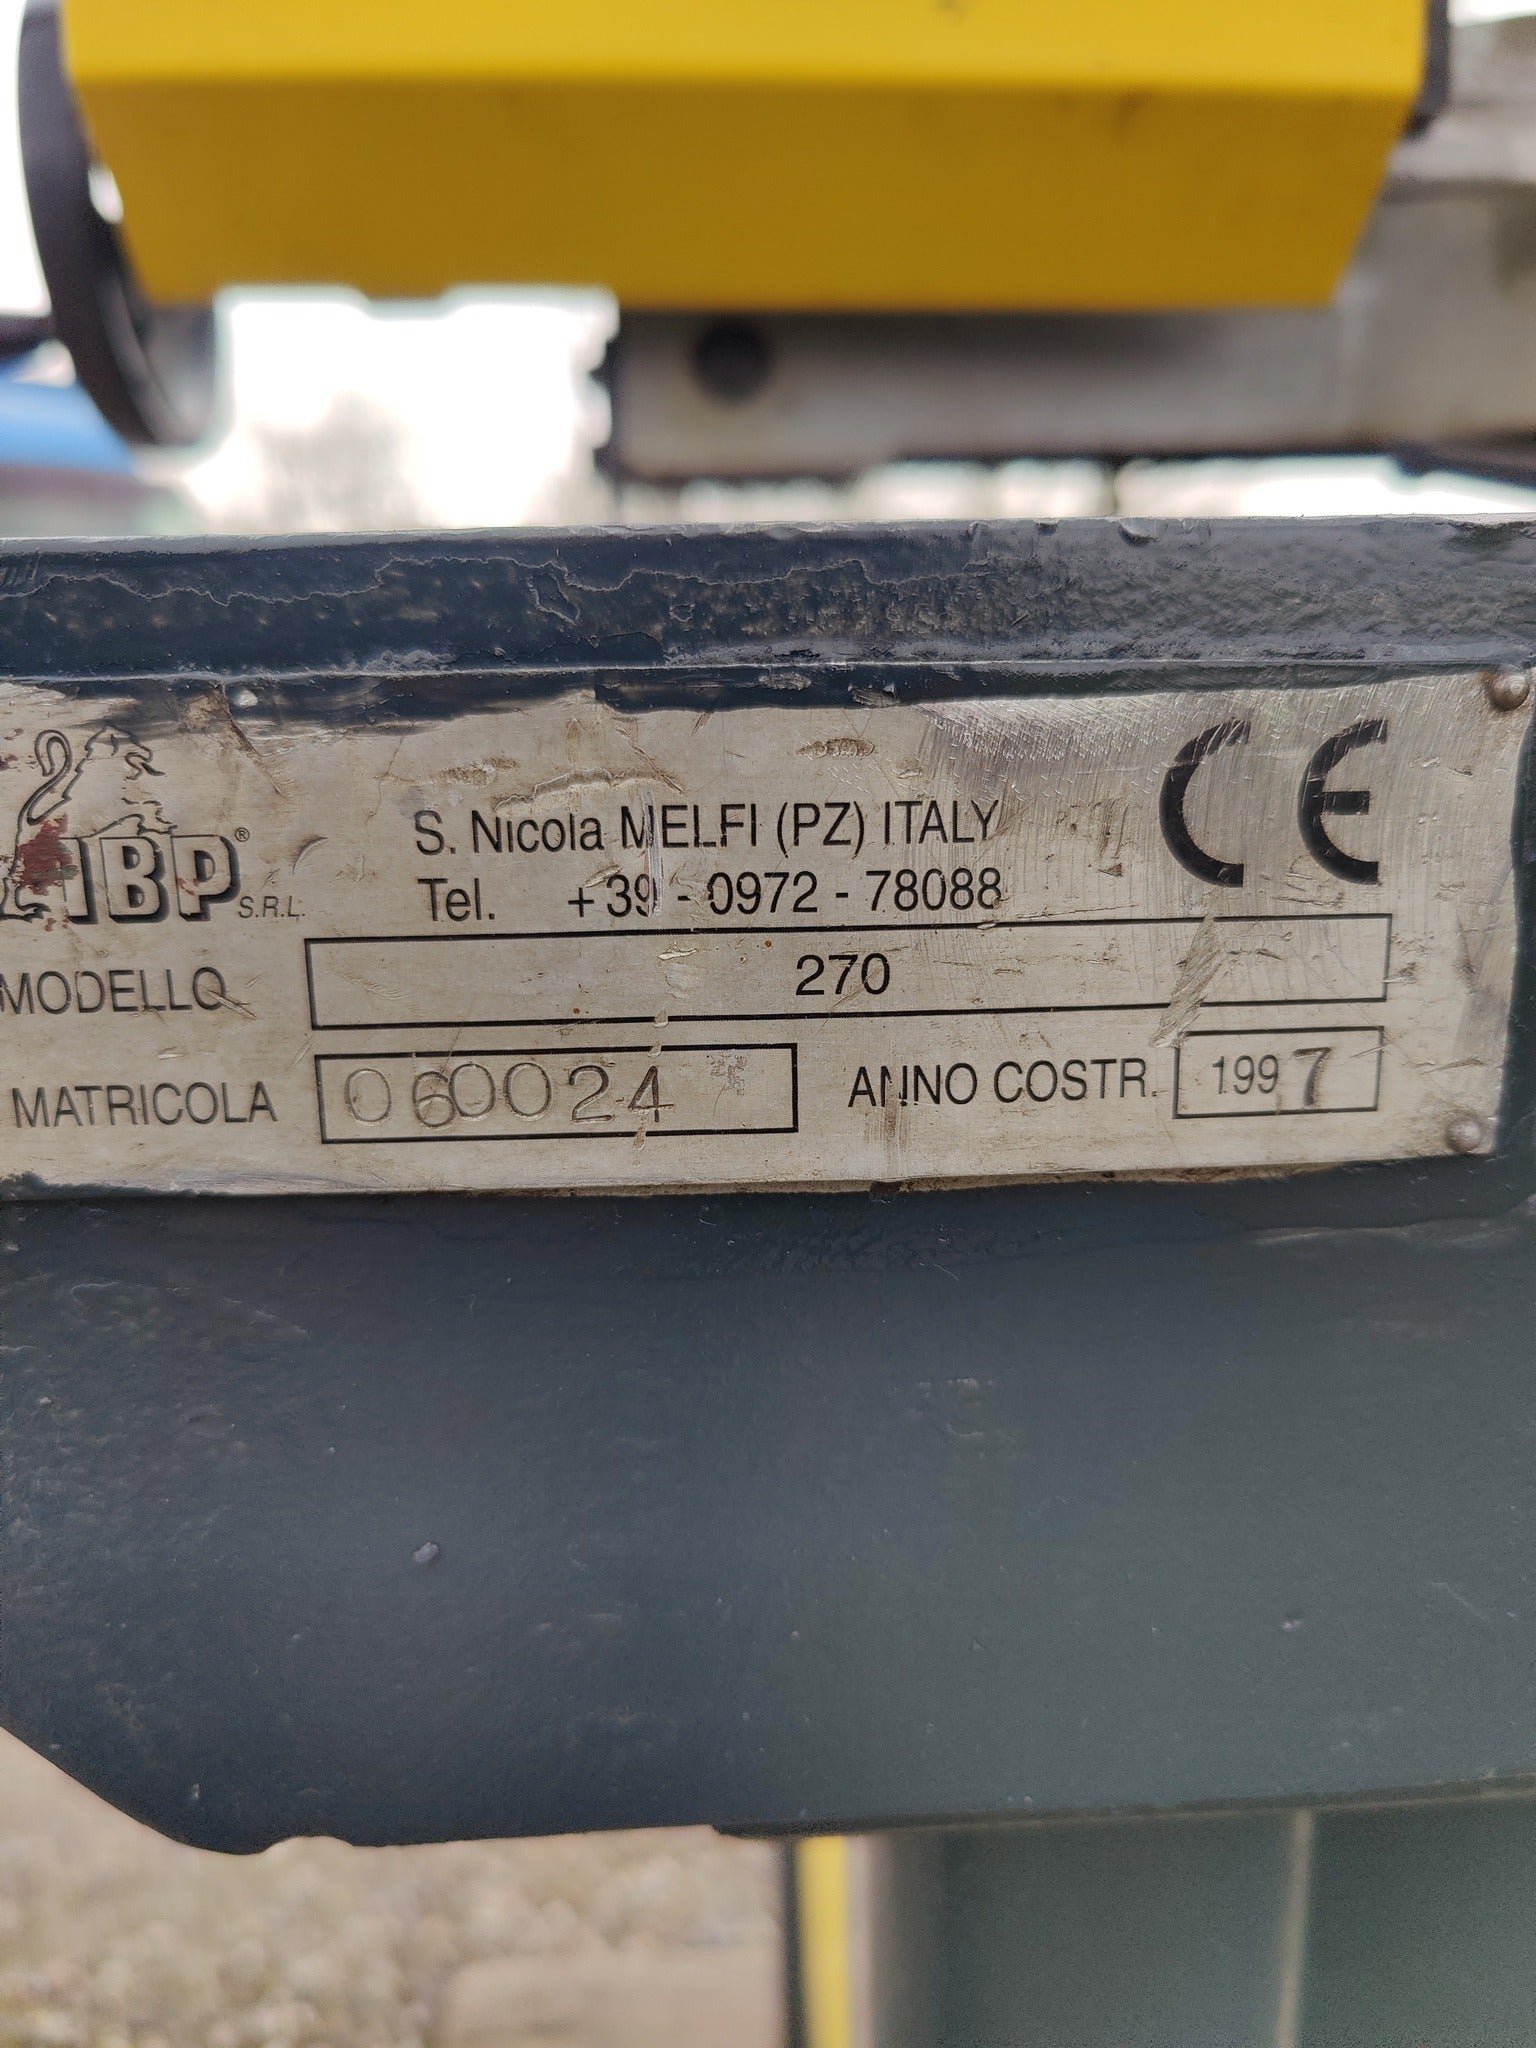 IBP® S.R.L.
S. Nicola MELFI (PZ) ITALY
Tel. +39 - 0972 - 78088
CE
MODELLO 270
MATRICOLA 060024
ANNO COSTR. 1997